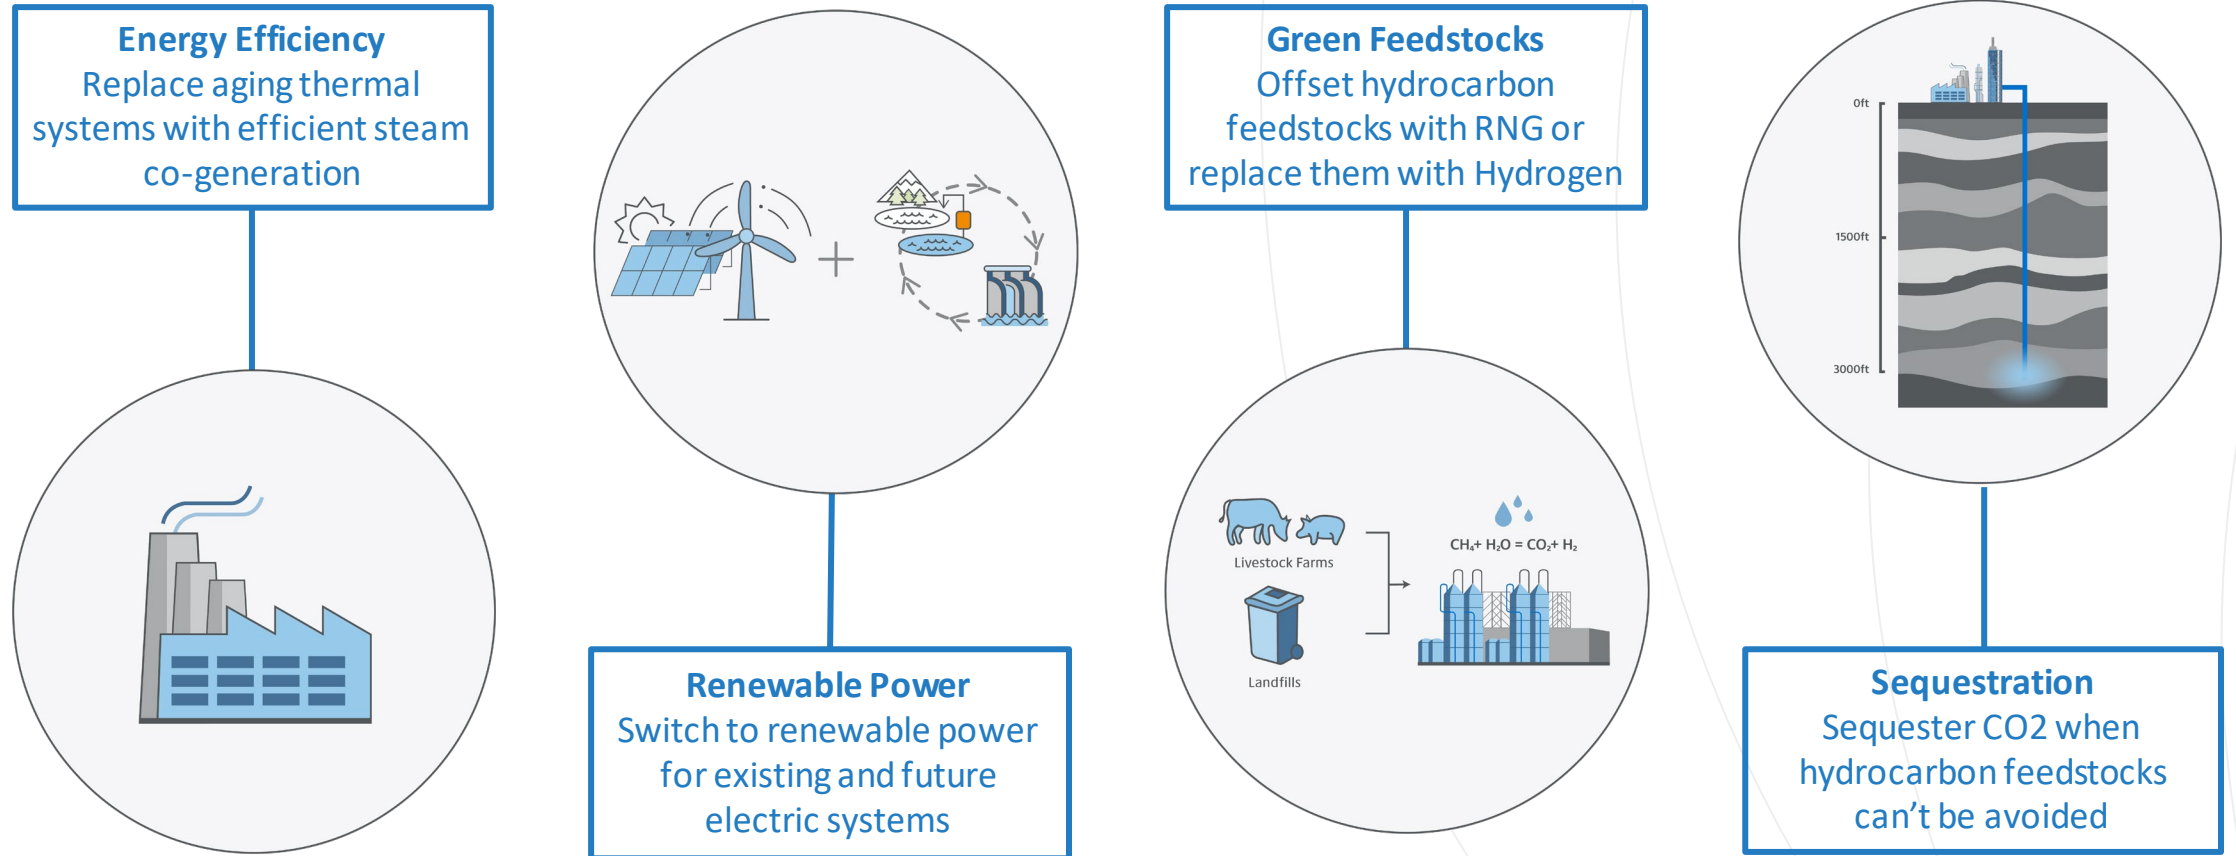 Energy Efficiency
Replace aging thermal
systems with efficient steam
co-generation
Renewable Power
Switch to renewable power
for existing and future
electric systems
Green Feedstocks
Offset hydrocarbon
feedstocks with RNG or
replace them with Hydrogen
Livestock Farms
Landfills
CH₄+ H₂O = CO₂+ H₂
0ft
1500ft
3000ft
Sequestration
Sequester CO2 when
hydrocarbon feedstocks
can't be avoided